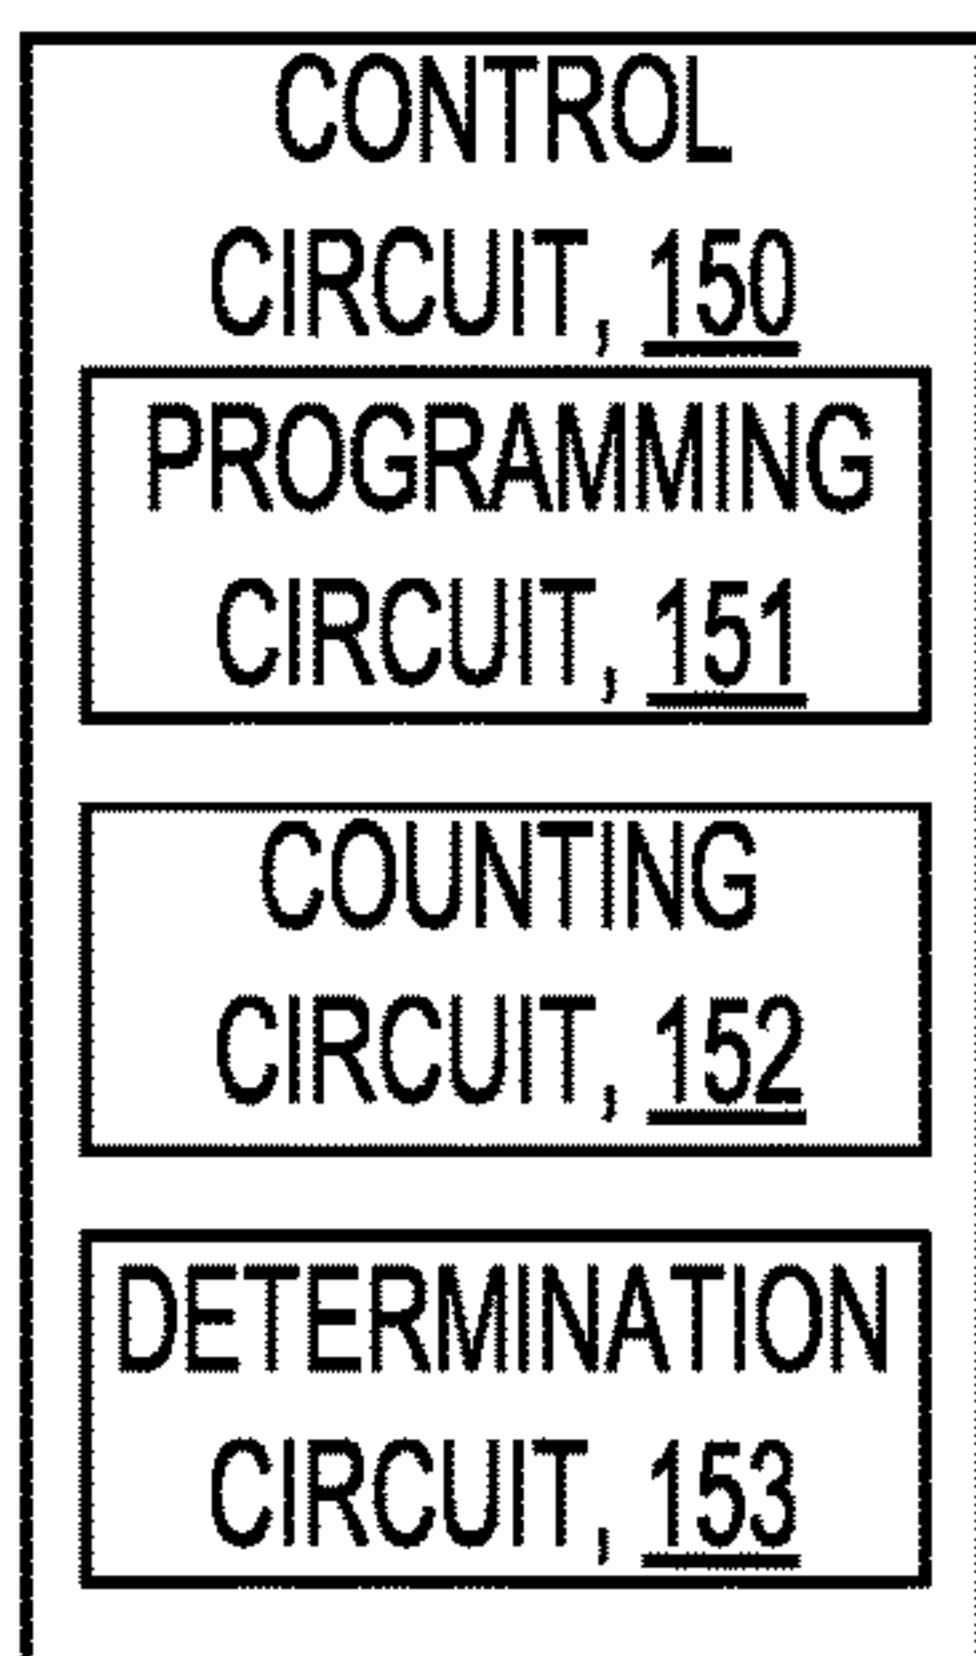 CONTROL
CIRCUIT, 150
PROGRAMMING
CIRCUIT, 151
COUNTING
CIRCUIT, 152
DETERMINATION
CIRCUIT, 153